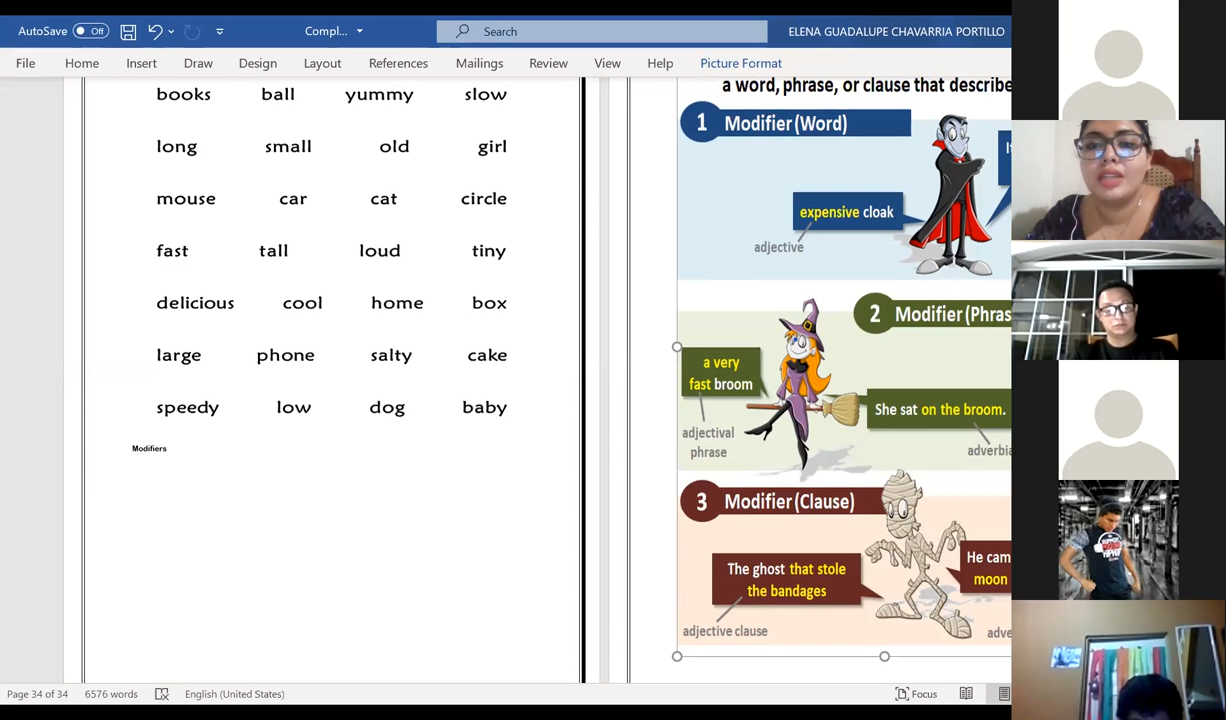 AutoSave Off Compl... Search ELENA GUADALUPE CHAVARRIA PORTILLO
File Home Insert Draw Design Layout References Mailings Review View Help Picture Format
books ball yummy slow
long small old girl
mouse car cat circle
fast tall loud tiny
delicious cool home box
large phone salty cake
speedy low dog baby
Modifiers
a word, phrase, or clause that describe
1 Modifier (Word)
expensive cloak
adjective
2 Modifier (Phras
a very
fast broom
adjectival
phrase
She sat on the broom.
adverbia
3 Modifier (Clause)
The ghost that stole
the bandages
adjective clause
He cam
moon
adve
Page 34 of 34 6576 words English (United States) Focus